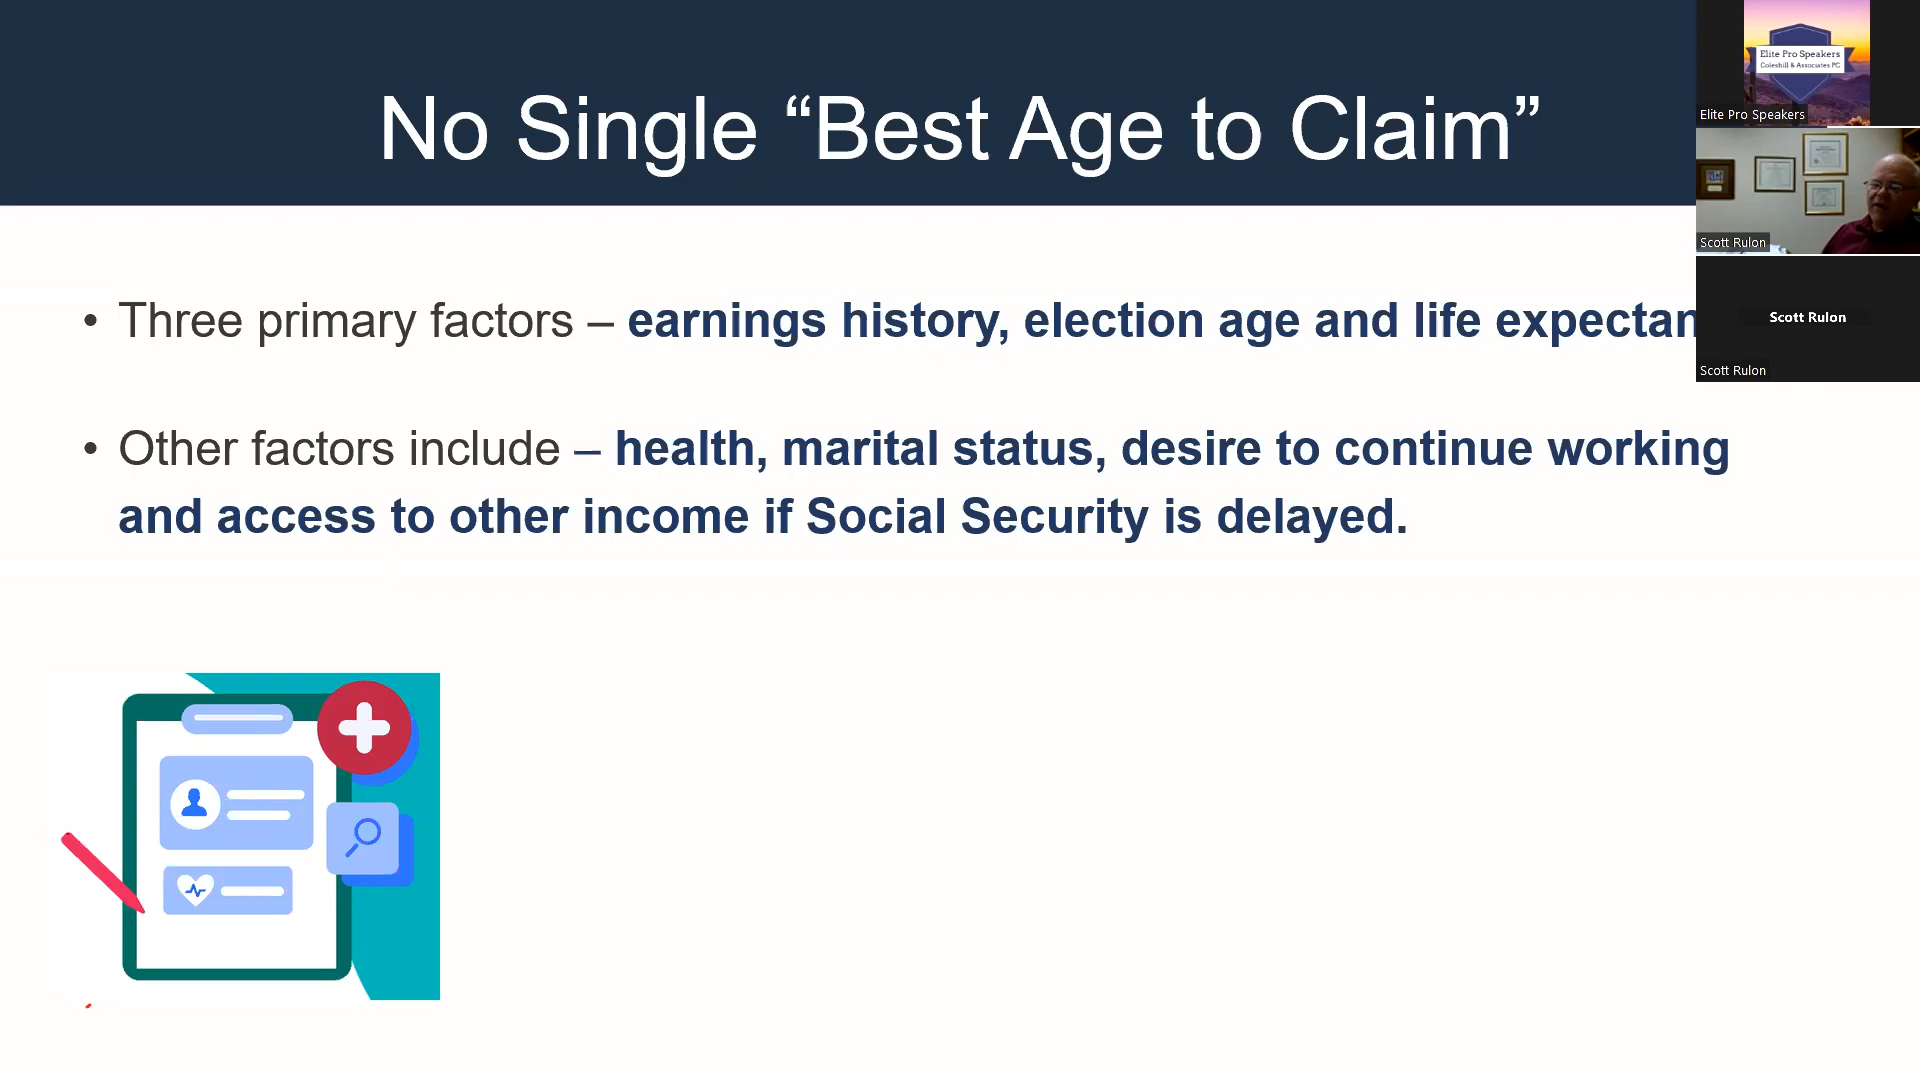 No Single “Best Age to Claim”
• Three primary factors – earnings history, election age and life expectan
• Other factors include – health, marital status, desire to continue working
and access to other income if Social Security is delayed.
Elite Pro Speakers
Coleshill & Associates PC
Elite Pro Speakers
Scott Rulon
Scott Rulon
Scott Rulon